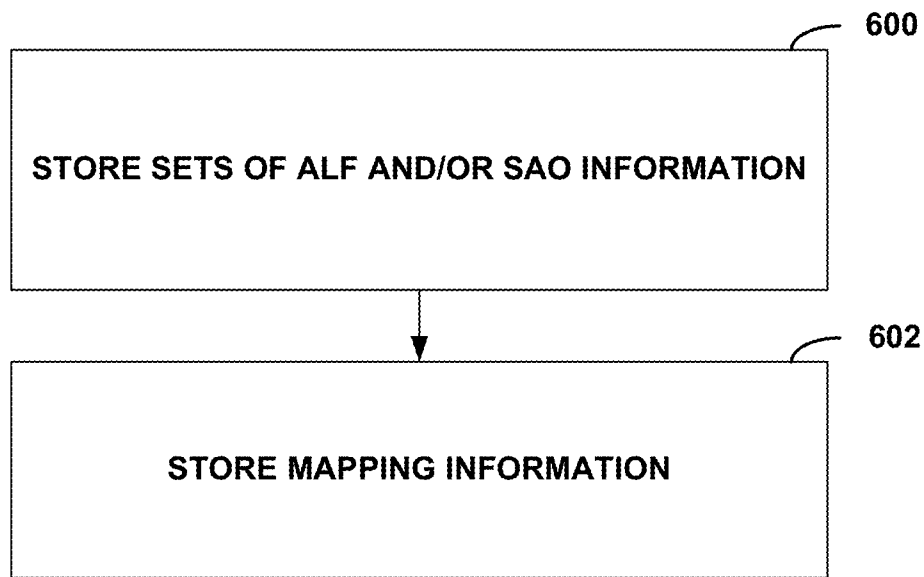 600
STORE SETS OF ALF AND/OR SAO INFORMATION
602
STORE MAPPING INFORMATION